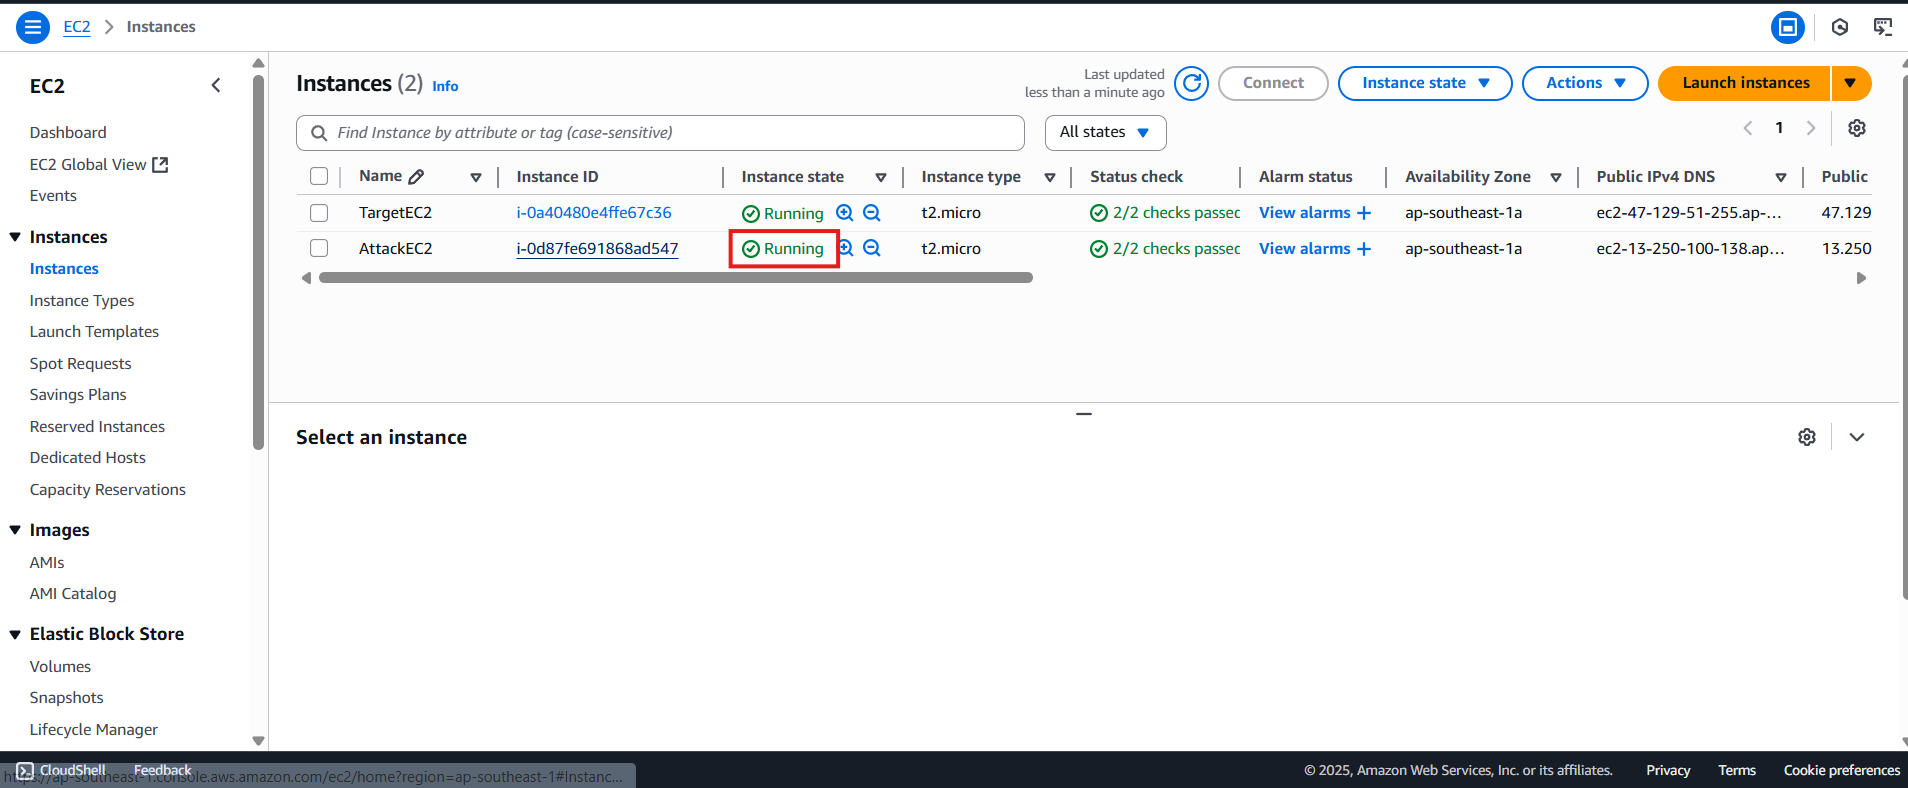 EC2 > Instances
EC2
Dashboard
EC2 Global View
Events
Instances
Instances
Instance Types
Launch Templates
Spot Requests
Savings Plans
Reserved Instances
Dedicated Hosts
Capacity Reservations
Images
AMIs
AMI Catalog
Elastic Block Store
Volumes
Snapshots
Lifecycle Manager
Instances (2) Info
Last updated
less than a minute ago
Connect
Instance state
Actions
Launch instances
Find Instance by attribute or tag (case-sensitive)
All states
1
Name Instance ID Instance state Instance type Status check Alarm status Availability Zone Public IPv4 DNS Public
TargetEC2 i-0a40480e4ffe67c36 Running t2.micro 2/2 checks passec View alarms + ap-southeast-1a ec2-47-129-51-255.ap-... 47.129
AttackEC2 i-0d87fe691868ad547 Running t2.micro 2/2 checks passec View alarms + ap-southeast-1a ec2-13-250-100-138.ap... 13.250
Select an instance
CloudShell Feedback
https://ap-southeast-1.console.aws.amazon.com/ec2/home?region=ap-southeast-1#Instanc...
© 2025, Amazon Web Services, Inc. or its affiliates. Privacy Terms Cookie preferences